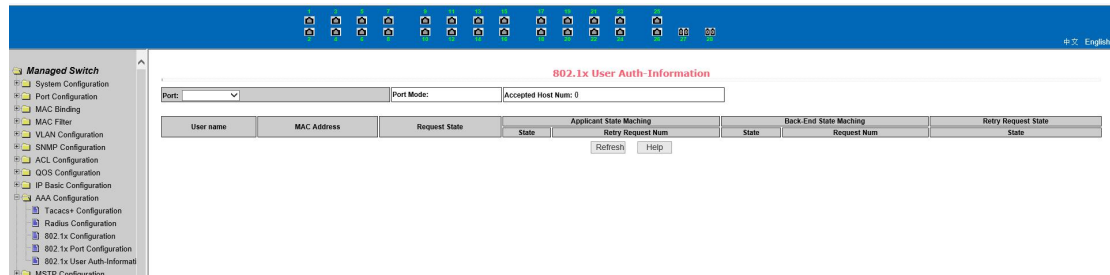 1 3 5 7 9 11 13 15 17 19 21 23 25
2 4 6 8 10 12 14 16 18 20 22 24 26 27 28
中文 English
Managed Switch
System Configuration
Port Configuration
MAC Binding
MAC Filter
VLAN Configuration
SNMP Configuration
ACL Configuration
QOS Configuration
IP Basic Configuration
AAA Configuration
Tacacs+ Configuration
Radius Configuration
802.1x Configuration
802.1x Port Configuration
802.1x User Auth-Informati
MSTP Configuration
802.1x User Auth-Information
Port: Port Mode: Accepted Host Num: 0
User name MAC Address Request State Applicant State Maching Back-End State Maching Retry Request State
State Retry Request Num State Request Num State
Refresh Help